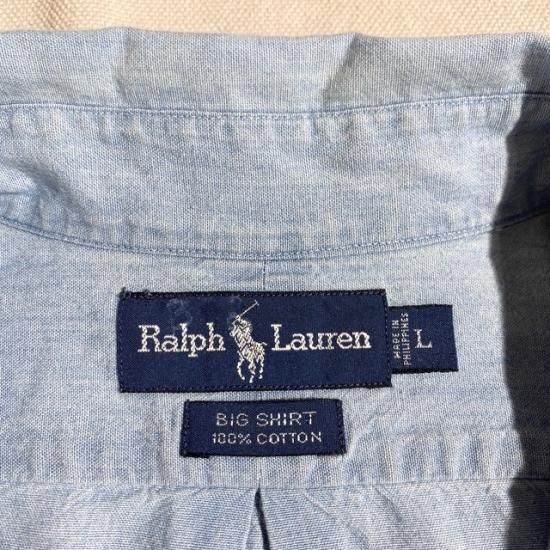 Ralph Lauren
MADE IN
PHILIPPINES
L
BIG SHIRT
100% COTTON